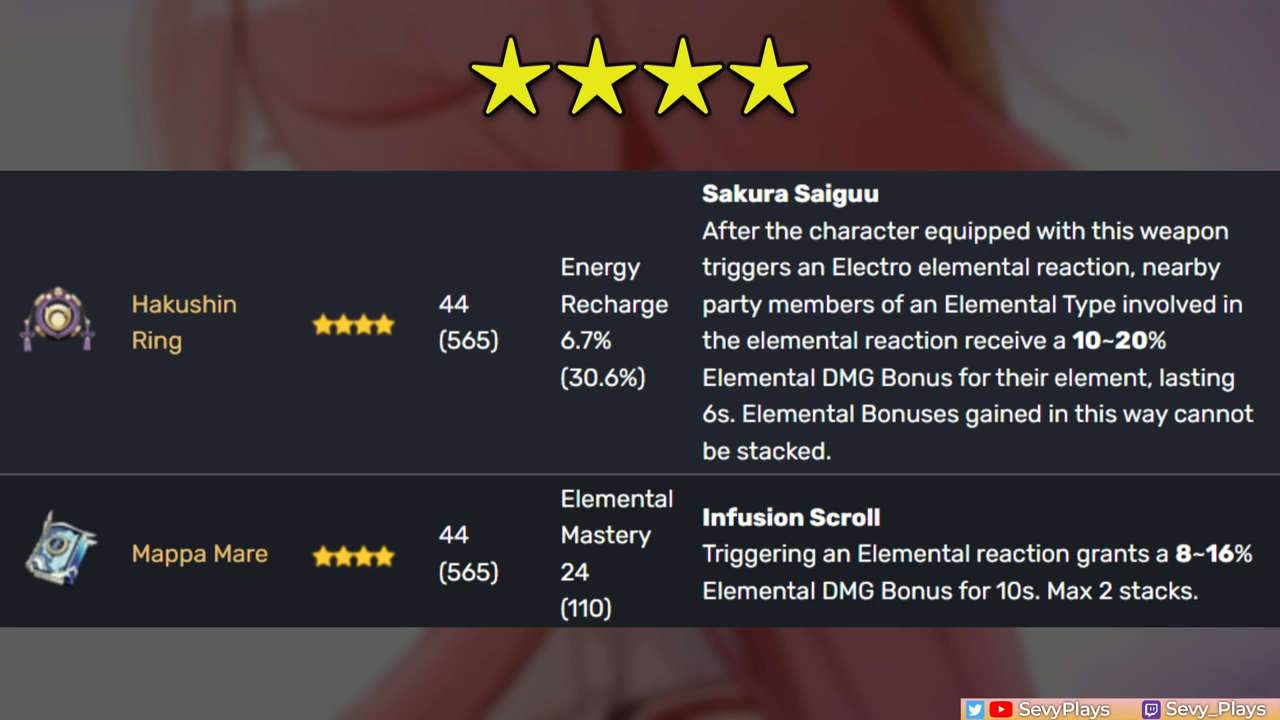 Sakura Saiguu
After the character equipped with this weapon
triggers an Electro elemental reaction, nearby
party members of an Elemental Type involved in
the elemental reaction receive a 10~20%
Elemental DMG Bonus for their element, lasting
6s. Elemental Bonuses gained in this way cannot
be stacked.
Hakushin
Ring
44
(565)
Energy
Recharge
6.7%
(30.6%)
Mappa Mare
44
(565)
Elemental
Mastery
24
(110)
Infusion Scroll
Triggering an Elemental reaction grants a 8~16%
Elemental DMG Bonus for 10s. Max 2 stacks.
SevyPlays
Sevy_Plays